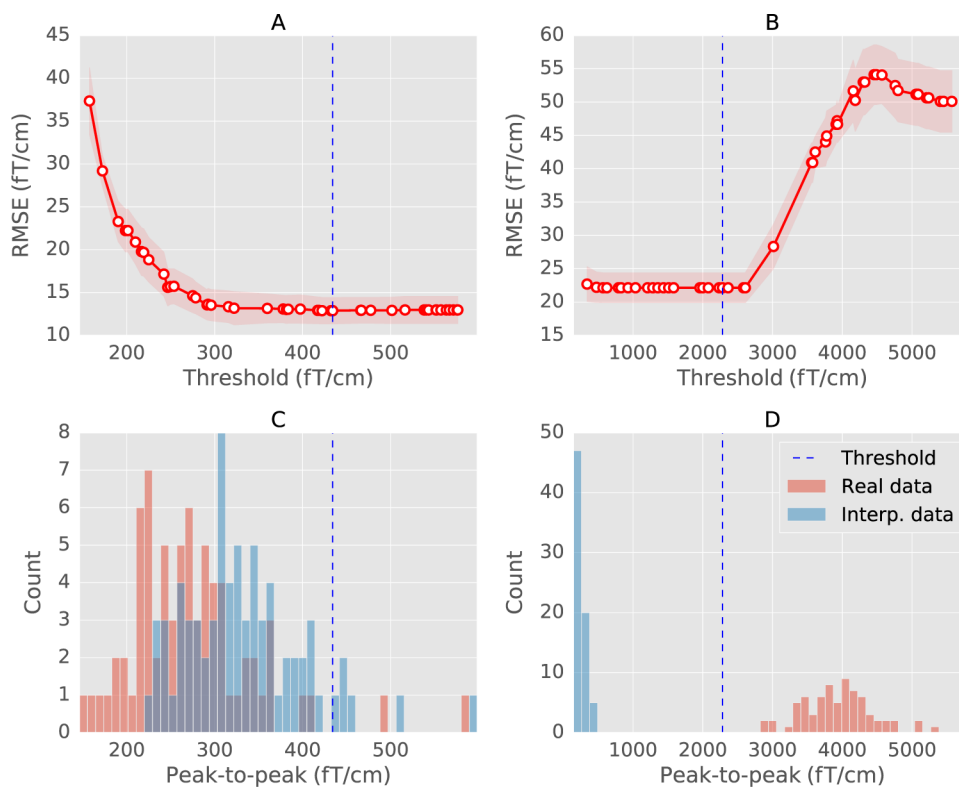 A
45
40
35
30
25
20
15
10
RMSE (fT/cm)
200 300 400 500
Threshold (fT/cm)
B
60
55
50
45
40
35
30
25
20
15
RMSE (fT/cm)
1000 2000 3000 4000 5000
Threshold (fT/cm)
C
8
7
6
5
4
3
2
1
0
Count
200 300 400 500
Peak-to-peak (fT/cm)
D
50
40
30
20
10
0
Count
Threshold
Real data
Interp. data
1000 2000 3000 4000 5000
Peak-to-peak (fT/cm)